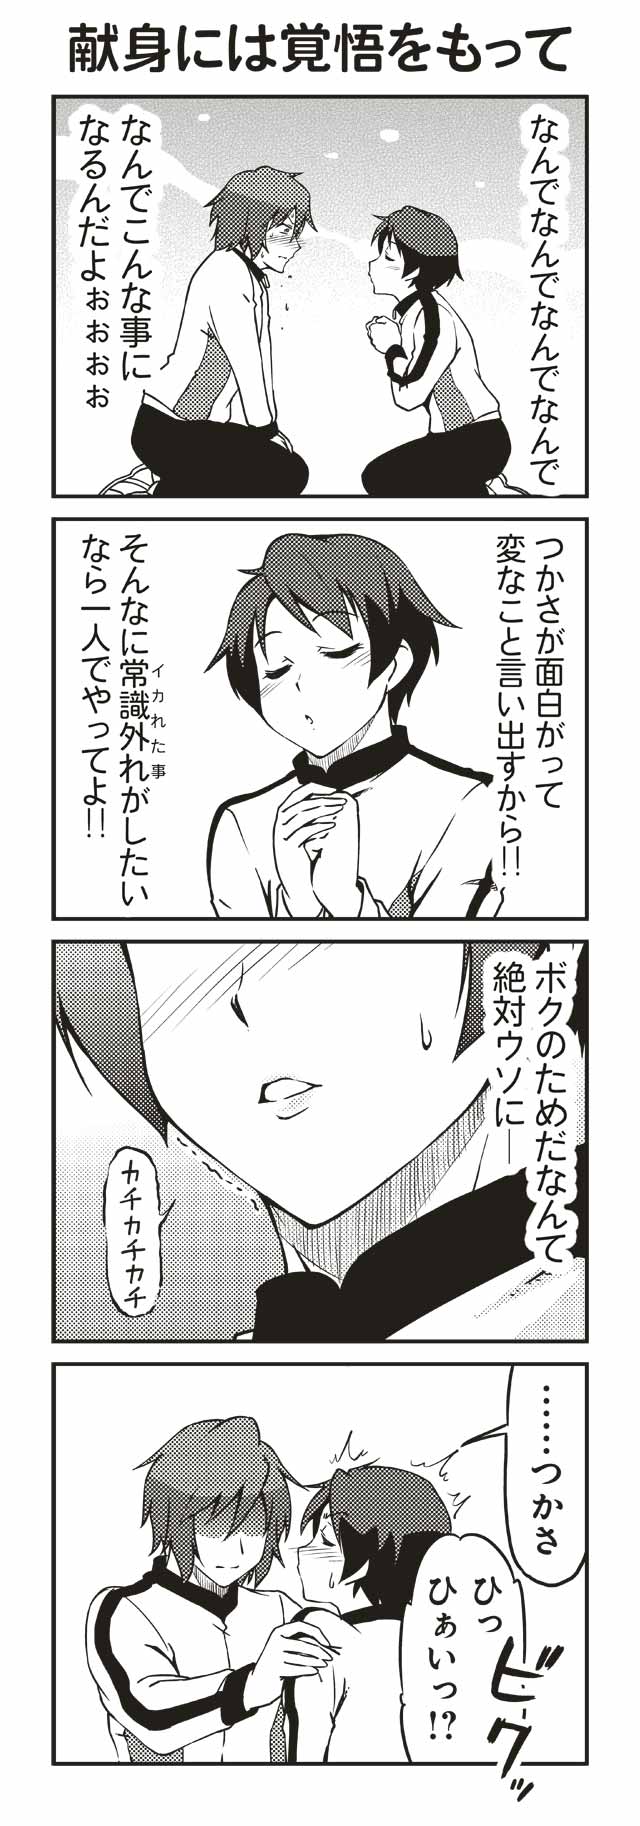 献身には覚悟をもって
なんでなんでなんでなんで
なんでこんな事に
なるんだよぉぉぉぉ
つかさが面白がって
変なこと言い出すから!!
そんなに常識外れがしたい
イカれた事
なら一人でやってよ!!
ボクのためだなんて
絶対ウソに―
カチカチカチ
……つかさ
ひっ
ひぁいっ!?
ビクッ